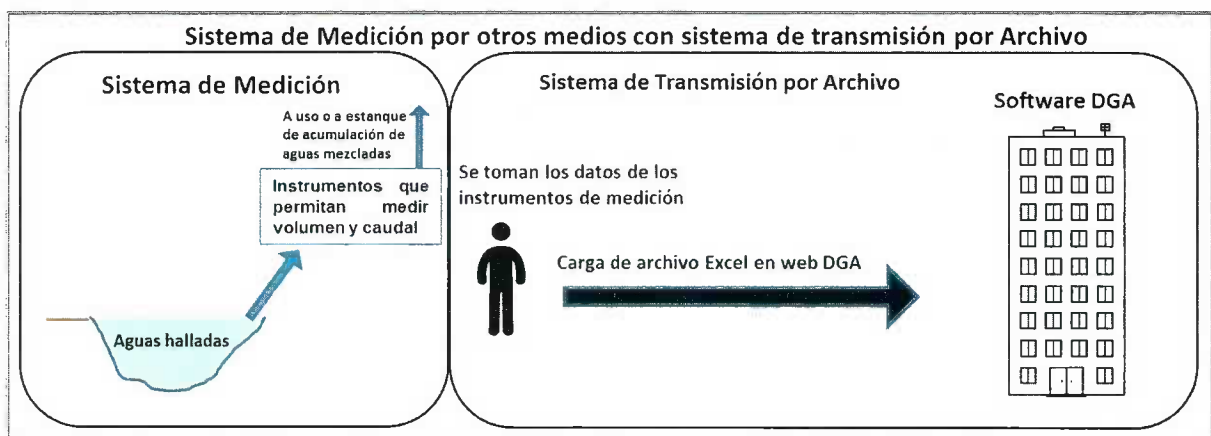 Sistema de Medición por otros medios con sistema de transmisión por Archivo
Sistema de Medición
A uso o a estanque
de acumulación de
aguas mezcladas
Instrumentos que
permitan medir
volumen y caudal
Aguas halladas
Sistema de Transmisión por Archivo
Se toman los datos de los
instrumentos de medición
Carga de archivo Excel en web DGA
Software DGA